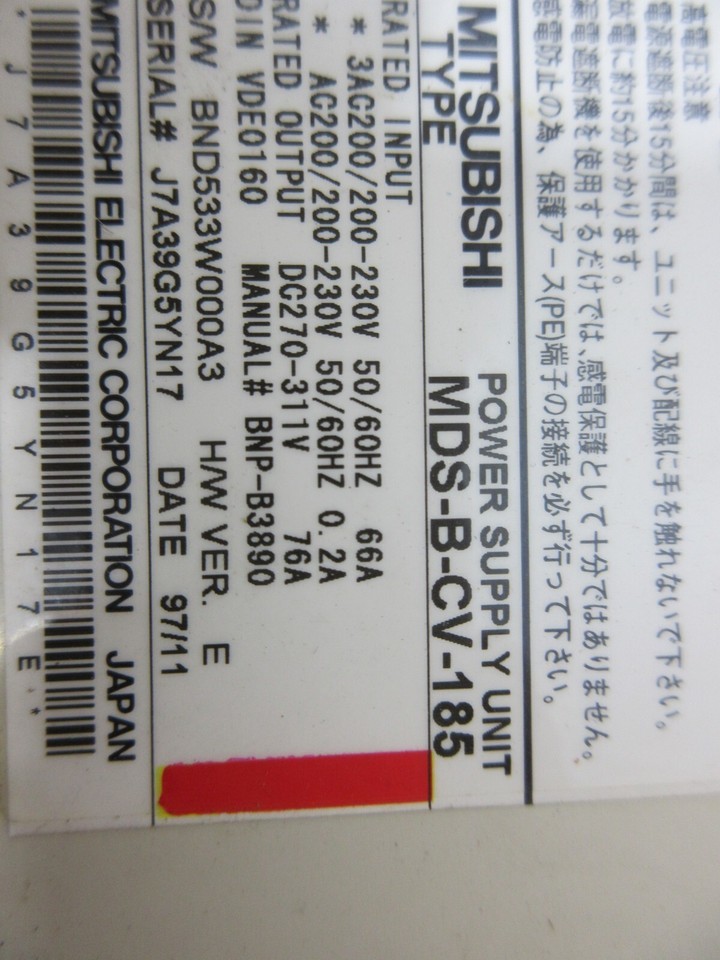 高電圧注意
電源遮断後15分間は、ユニット及び配線に手を触れないで下さい。
放電に約15分かかります。
漏電遮断機を使用するだけでは、感電保護として十分ではありません。
感電防止の為、保護アース(PE)端子の接続を必ず行って下さい。
MITSUBISHI POWER SUPPLY UNIT
TYPE MDS-B-CV-185
RATED INPUT
* 3AC200/200-230V 50/60HZ 66A
* AC200/200-230V 50/60HZ 0.2A
RATED OUTPUT DC270-311V 76A
DIN VDE0160 MANUAL# BNP-B3890
S/W BND533W000A3 H/W VER. E
SERIAL# J7A39G5YN17 DATE 97/11
MITSUBISHI ELECTRIC CORPORATION JAPAN
* J 7 A 3 9 G 5 Y N 1 7 E *